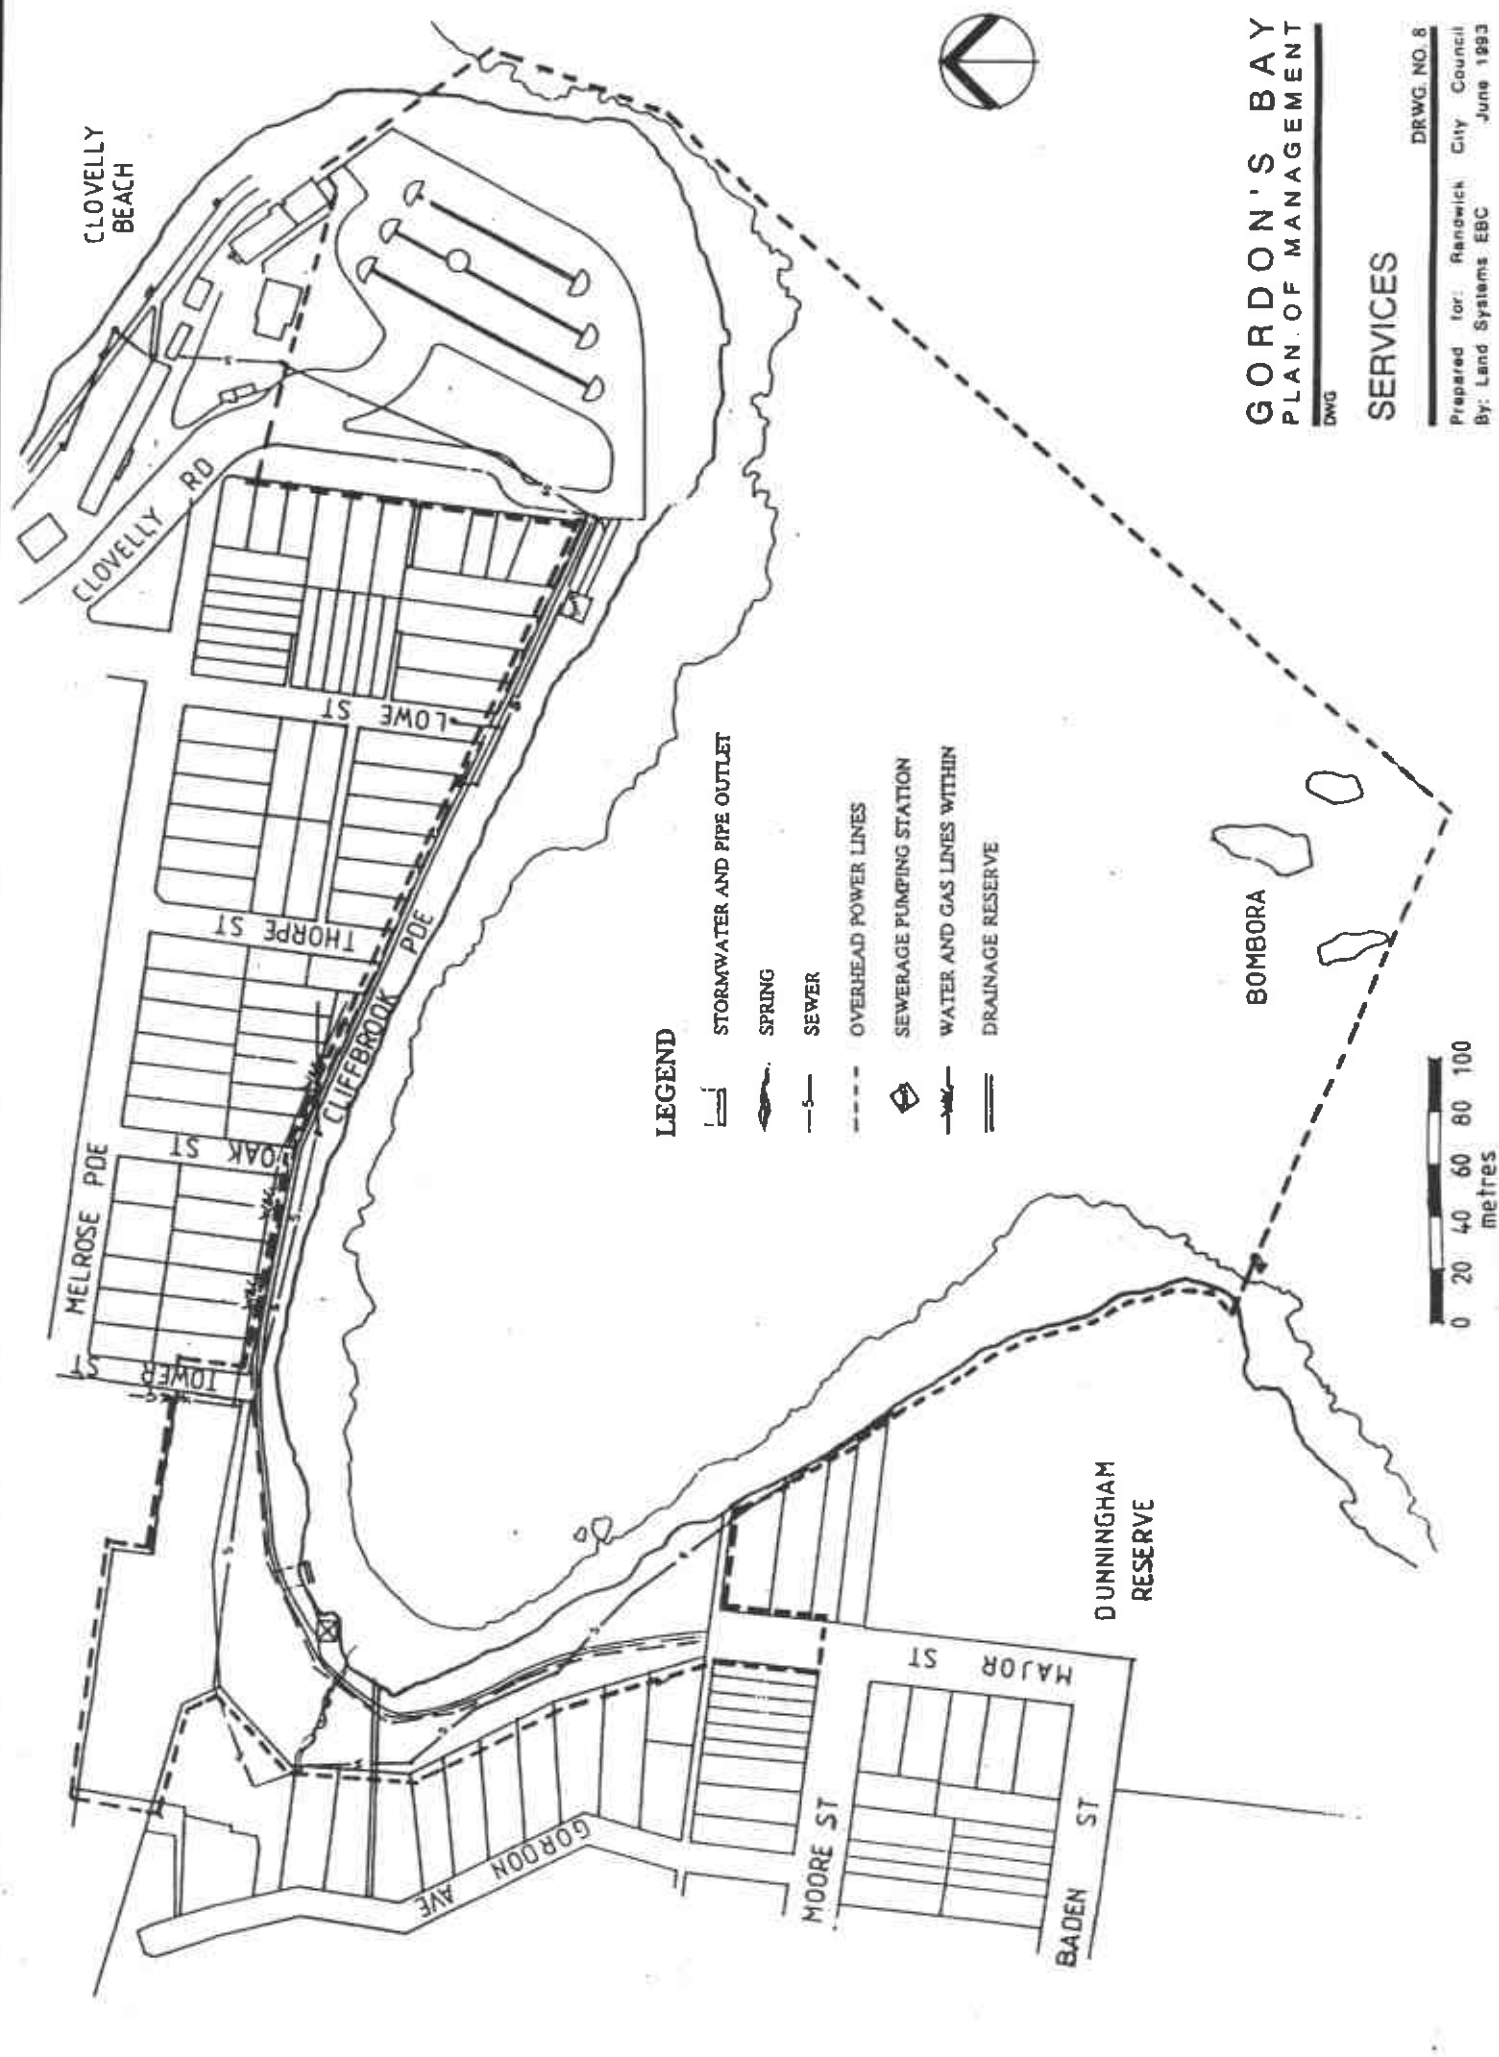 CLOVELLY
BEACH
CLOVELLY RD
MELROSE PDE
TOWER ST
OAK ST
THORPE ST
LOWE ST
CLIFFBROOK PDE
LEGEND
STORMWATER AND PIPE OUTLET
SPRING
S SEWER
OVERHEAD POWER LINES
SEWERAGE PUMPING STATION
WATER AND GAS LINES WITHIN
DRAINAGE RESERVE
BOMBORA
GORDON AVE
MOORE ST
MAJOR ST
BADEN ST
DUNNINGHAM
RESERVE
0 20 40 60 80 100
metres
GORDON'S BAY
PLAN OF MANAGEMENT
DWG
SERVICES
DRWG. NO. 8
Prepared for: Randwick City Council
By: Land Systems EBC June 1993